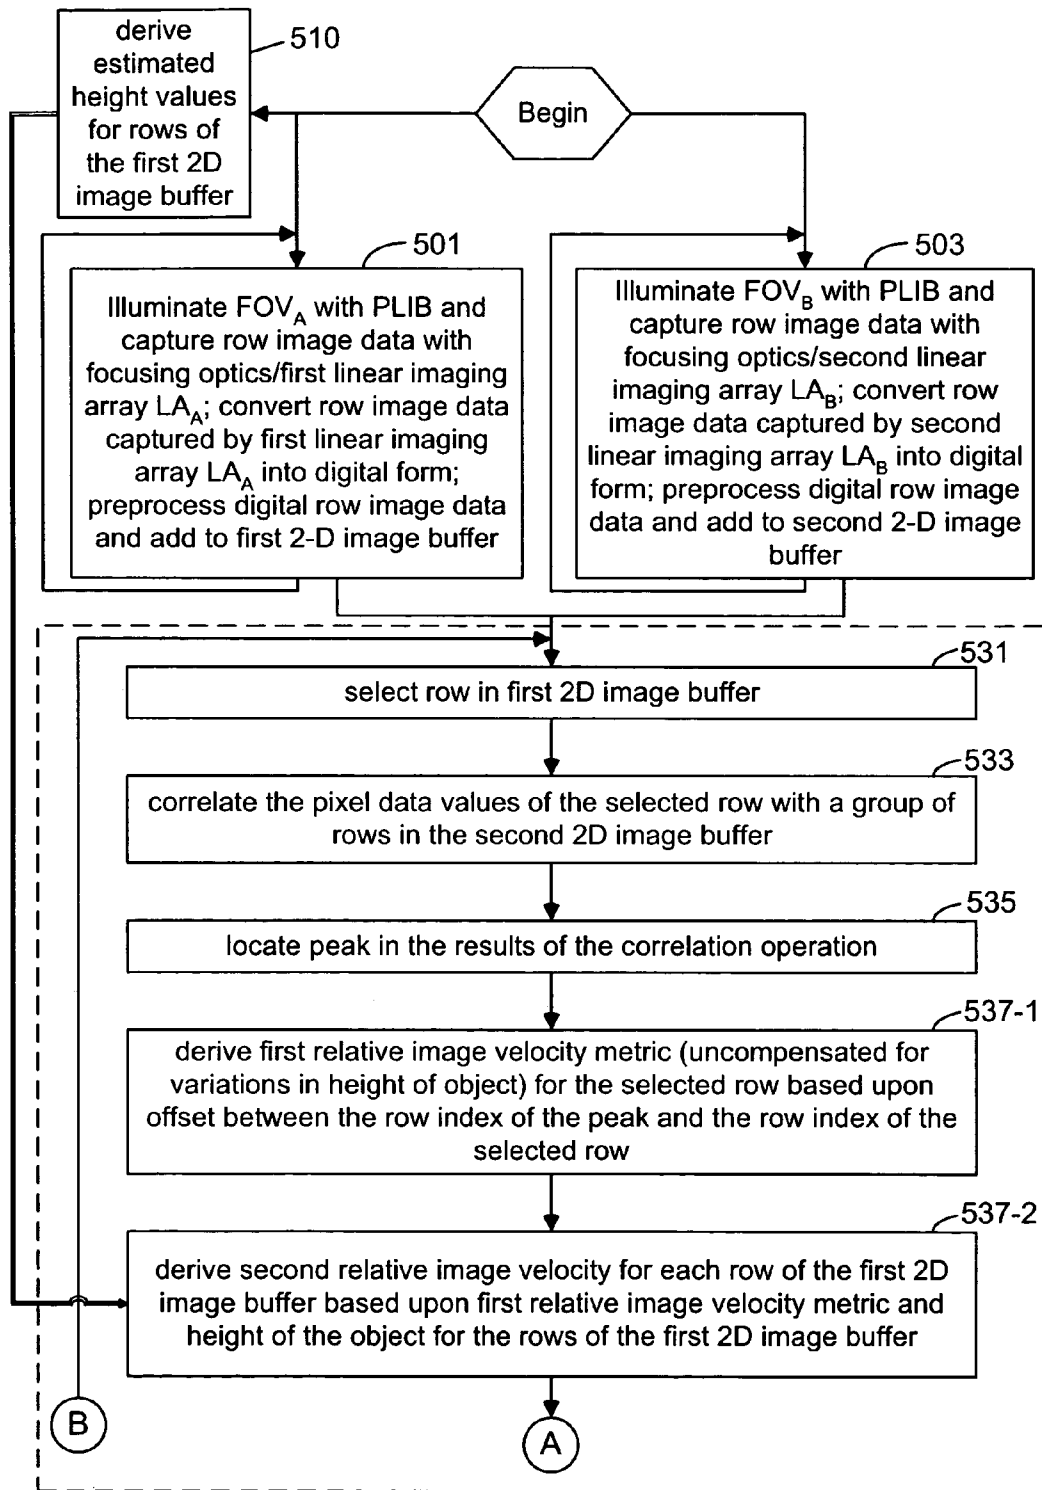 derive
estimated
height values
for rows of
the first 2D
image buffer
510
Begin
501
Illuminate FOVA with PLIB and
capture row image data with
focusing optics/first linear imaging
array LAA; convert row image data
captured by first linear imaging
array LAA into digital form;
preprocess digital row image data
and add to first 2-D image buffer
503
Illuminate FOVB with PLIB and
capture row image data with
focusing optics/second linear
imaging array LAB; convert row
image data captured by second
linear imaging array LAB into digital
form; preprocess digital row image
data and add to second 2-D image
buffer
531
select row in first 2D image buffer
533
correlate the pixel data values of the selected row with a group of
rows in the second 2D image buffer
535
locate peak in the results of the correlation operation
537-1
derive first relative image velocity metric (uncompensated for
variations in height of object) for the selected row based upon
offset between the row index of the peak and the row index of the
selected row
537-2
derive second relative image velocity for each row of the first 2D
image buffer based upon first relative image velocity metric and
height of the object for the rows of the first 2D image buffer
B
A